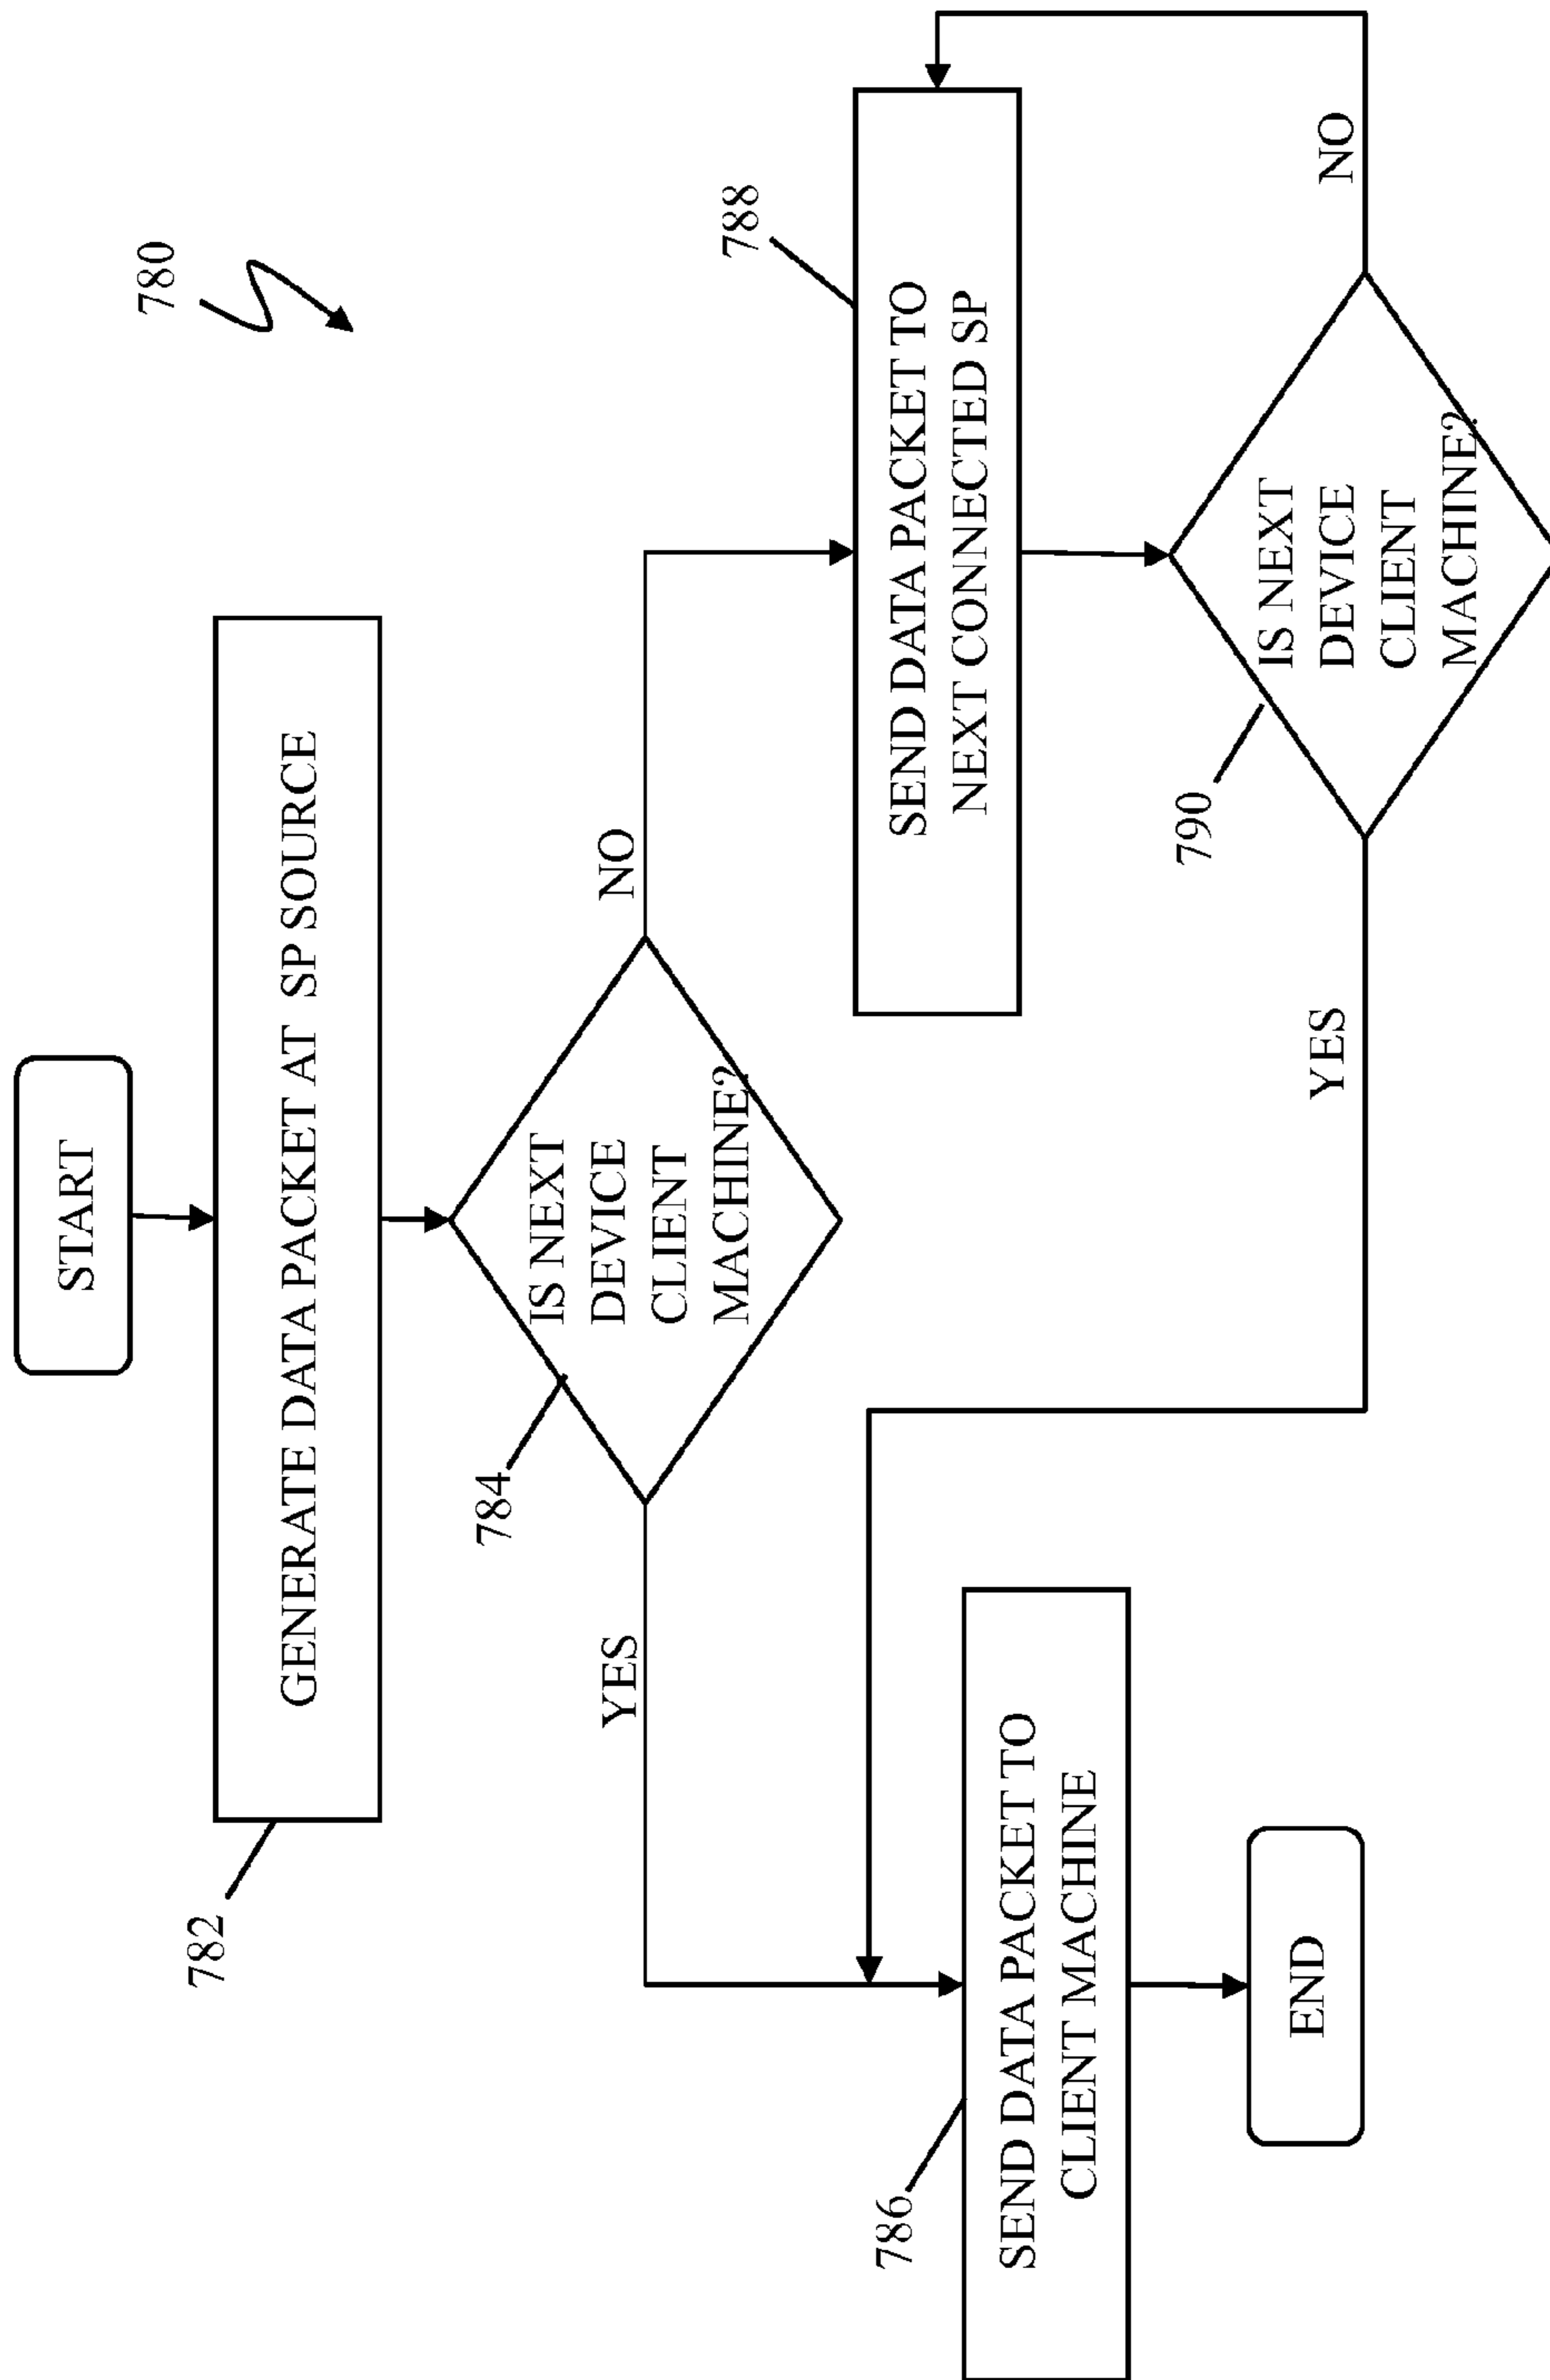 780
START
782
GENERATE DATA PACKET AT SP SOURCE
784
IS NEXT
DEVICE
CLIENT
MACHINE?
YES
NO
786
SEND DATA PACKET TO
CLIENT MACHINE
END
788
SEND DATA PACKET TO
NEXT CONNECTED SP
790
IS NEXT
DEVICE
CLIENT
MACHINE?
YES
NO